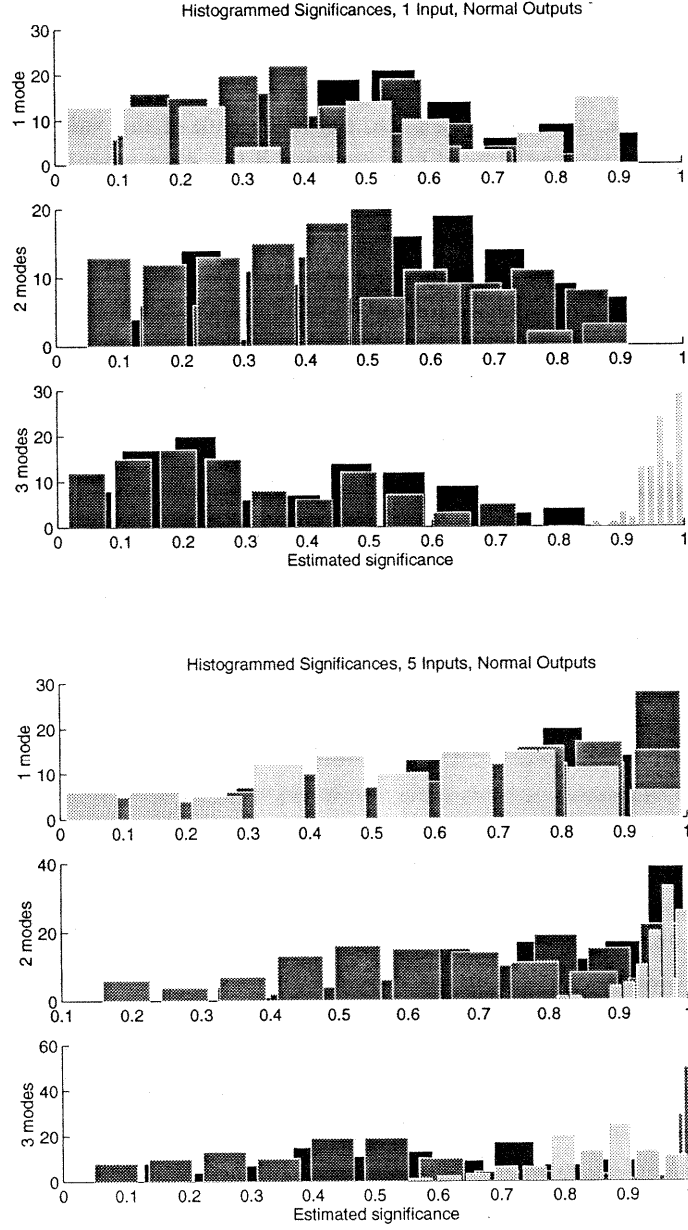 Histogrammed Significances, 1 Input, Normal Outputs
30
20
10
0
1 mode
0 0.1 0.2 0.3 0.4 0.5 0.6 0.7 0.8 0.9 1
20
10
0
2 modes
0 0.1 0.2 0.3 0.4 0.5 0.6 0.7 0.8 0.9 1
30
20
10
0
3 modes
0 0.1 0.2 0.3 0.4 0.5 0.6 0.7 0.8 0.9 1
Estimated significance
Histogrammed Significances, 5 Inputs, Normal Outputs
30
20
10
0
1 mode
0 0.1 0.2 0.3 0.4 0.5 0.6 0.7 0.8 0.9 1
40
20
0
2 modes
0.1 0.2 0.3 0.4 0.5 0.6 0.7 0.8 0.9 1
60
40
20
0
3 modes
0 0.1 0.2 0.3 0.4 0.5 0.6 0.7 0.8 0.9 1
Estimated significance